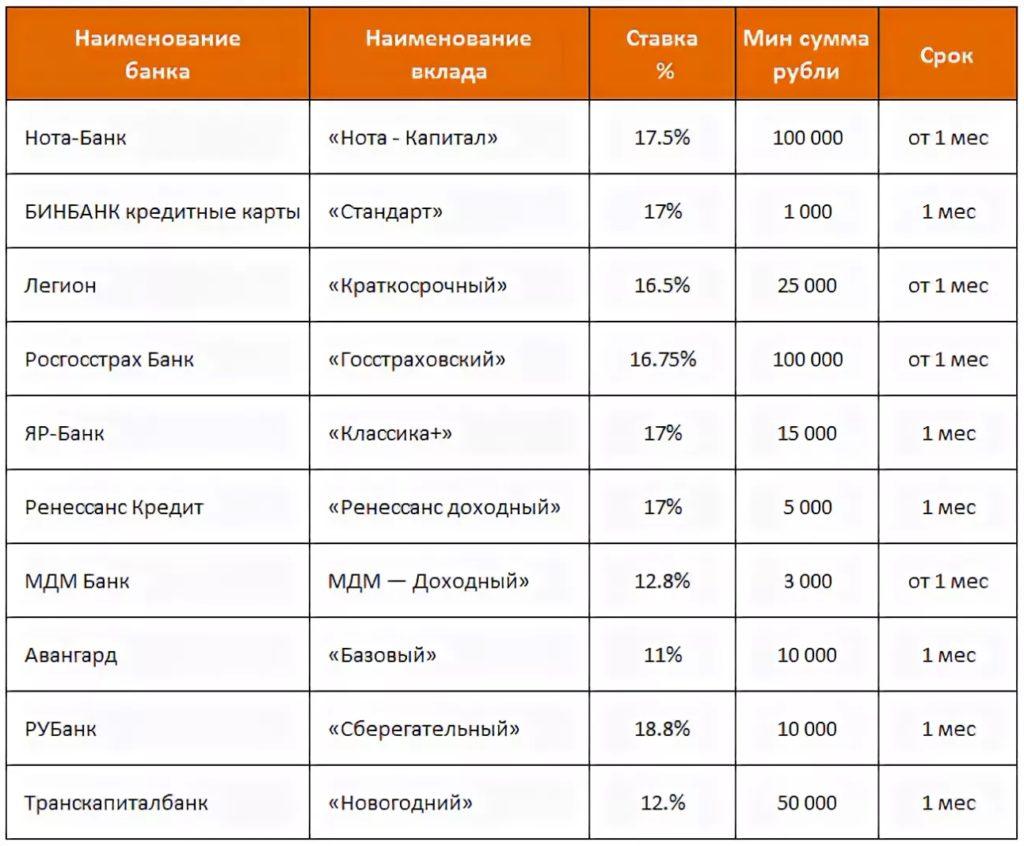 Наименование банка Наименование вклада Ставка % Мин сумма рубли Срок
Нота-Банк «Нота - Капитал» 17.5% 100 000 от 1 мес
БИНБАНК кредитные карты «Стандарт» 17% 1 000 1 мес
Легион «Краткосрочный» 16.5% 25 000 от 1 мес
Росгосстрах Банк «Госстраховский» 16.75% 100 000 от 1 мес
ЯР-Банк «Классика+» 17% 15 000 1 мес
Ренессанс Кредит «Ренессанс доходный» 17% 5 000 1 мес
МДМ Банк МДМ — Доходный» 12.8% 3 000 от 1 мес
Авангард «Базовый» 11% 10 000 1 мес
РУБанк «Сберегательный» 18.8% 10 000 1 мес
Транскапиталбанк «Новогодний» 12.% 50 000 1 мес